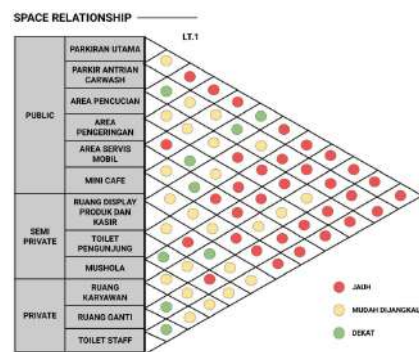 SPACE RELATIONSHIP
LT.1
PUBLIC
PARKIRAN UTAMA
PARKIR ANTRIAN
CARWASH
AREA PENCUCIAN
AREA
PENGERINGAN
AREA SERVIS
MOBIL
MINI CAFE
SEMI
PRIVATE
RUANG DISPLAY
PRODUK DAN
KASIR
TOILET
PENGUNJUNG
MUSHOLA
PRIVATE
RUANG
KARYAWAN
RUANG GANTI
TOILET STAFF
JAUH
MUDAH DIJANGKAU
DEKAT